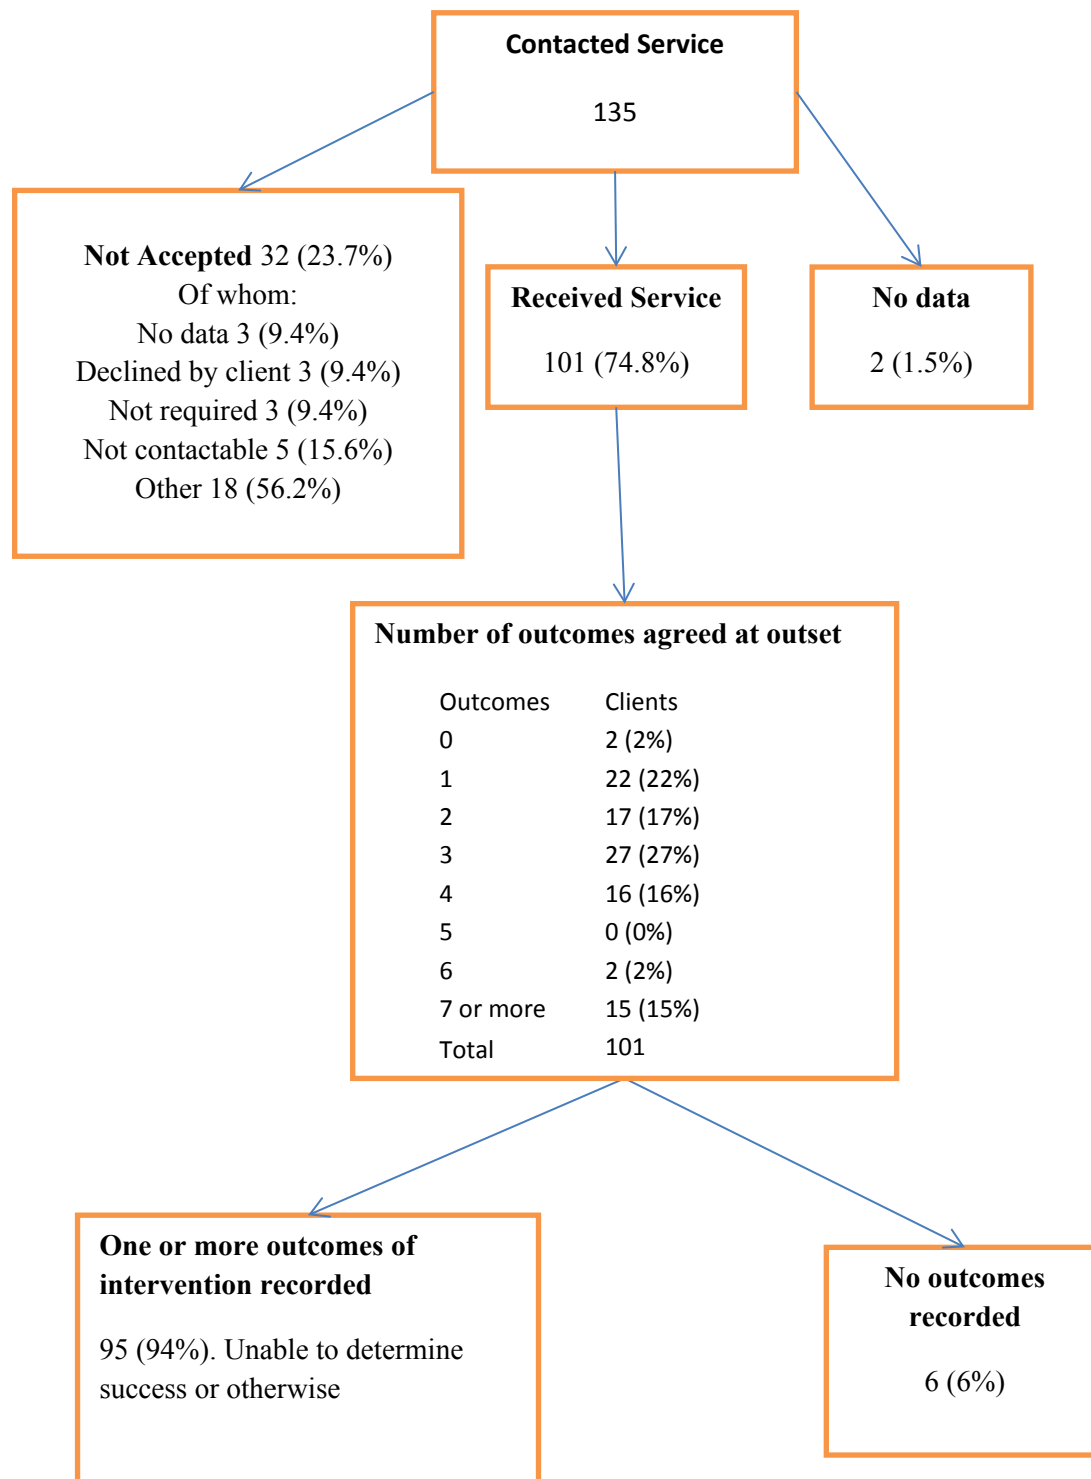 Contacted Service
135
Not Accepted 32 (23.7%)
Of whom:
No data 3 (9.4%)
Declined by client 3 (9.4%)
Not required 3 (9.4%)
Not contactable 5 (15.6%)
Other 18 (56.2%)
Received Service
101 (74.8%)
No data
2 (1.5%)
Number of outcomes agreed at outset
Outcomes Clients
0 2 (2%)
1 22 (22%)
2 17 (17%)
3 27 (27%)
4 16 (16%)
5 0 (0%)
6 2 (2%)
7 or more 15 (15%)
Total 101
One or more outcomes of
intervention recorded
95 (94%). Unable to determine
success or otherwise
No outcomes
recorded
6 (6%)